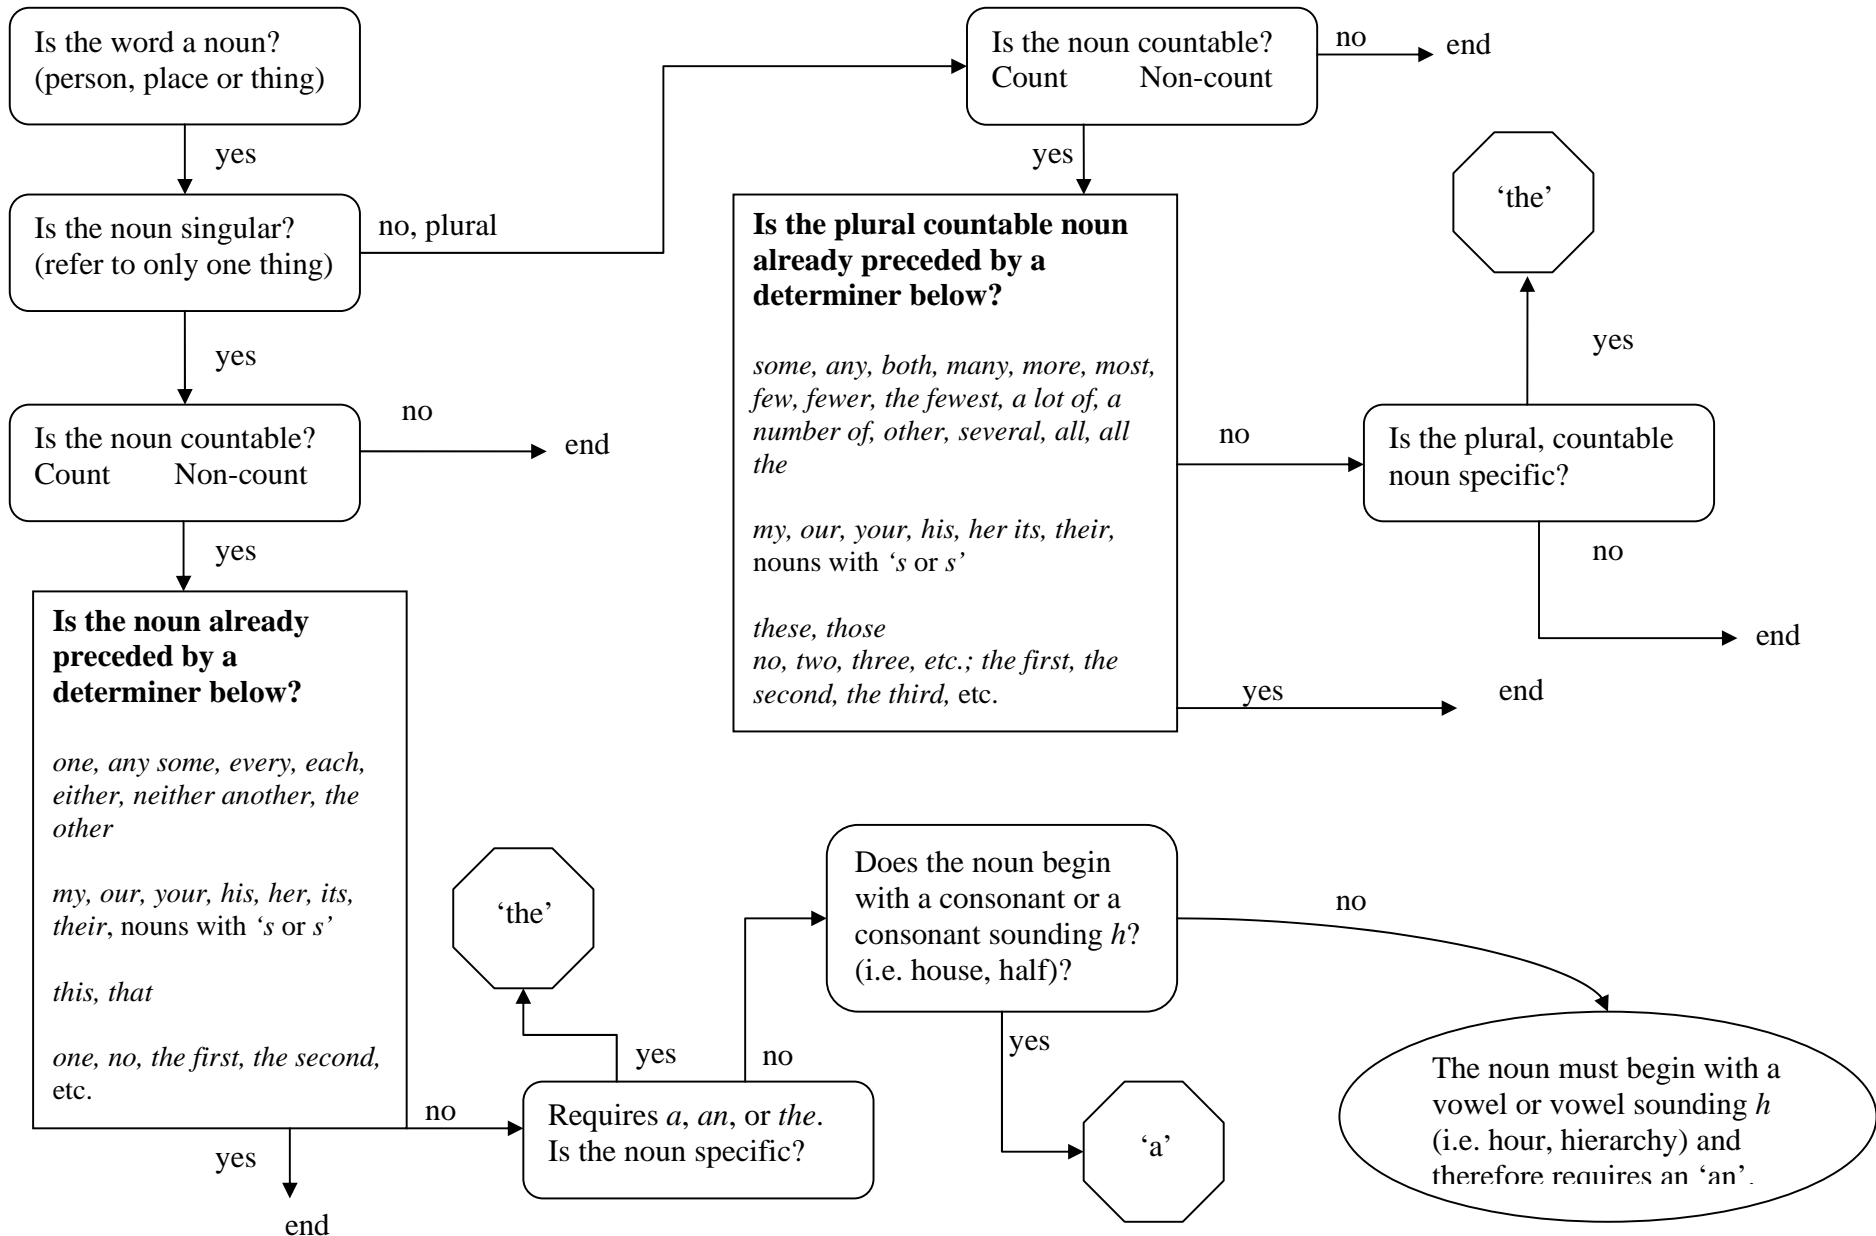 Is the word a noun?
(person, place or thing)
yes
Is the noun singular?
(refer to only one thing)
no, plural
yes
Is the noun countable?
Count Non-count
no
end
yes
Is the noun already
preceded by a
determiner below?
one, any some, every, each,
either, neither another, the
other
my, our, your, his, her, its,
their, nouns with ‘s or s’
this, that
one, no, the first, the second,
etc.
yes
end
no
Requires a, an, or the.
Is the noun specific?
yes
‘the’
no
Does the noun begin
with a consonant or a
consonant sounding h?
(i.e. house, half)?
yes
‘a’
no
The noun must begin with a
vowel or vowel sounding h
(i.e. hour, hierarchy) and
therefore requires an ‘an’.
Is the noun countable?
Count Non-count
no
end
yes
Is the plural countable noun
already preceded by a
determiner below?
some, any, both, many, more, most,
few, fewer, the fewest, a lot of, a
number of, other, several, all, all
the
my, our, your, his, her its, their,
nouns with ‘s or s’
these, those
no, two, three, etc.; the first, the
second, the third, etc.
yes
end
no
Is the plural, countable
noun specific?
yes
‘the’
no
end